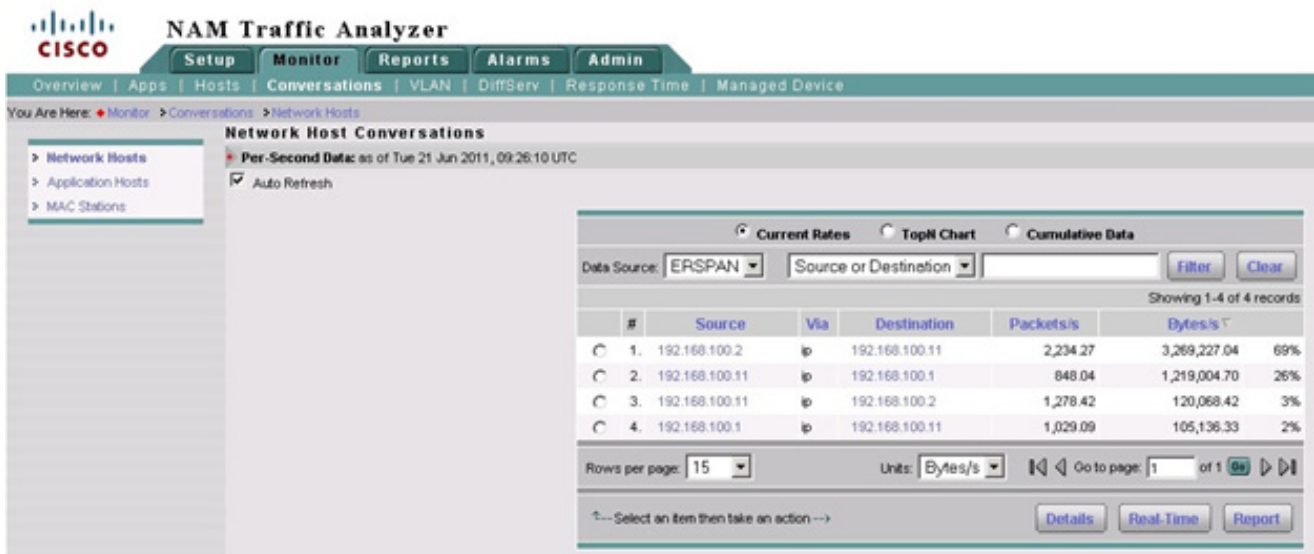 CISCO
NAM Traffic Analyzer
Setup Monitor Reports Alarms Admin
Overview | Apps | Hosts | Conversations | VLAN | DiffServ | Response Time | Managed Device
You Are Here: Monitor > Conversations > Network Hosts
Network Host Conversations
> Network Hosts
> Application Hosts
> MAC Stations
Per-Second Data: as of Tue 21 Jun 2011, 09:26:10 UTC
Auto Refresh
Current Rates TopN Chart Cumulative Data
Data Source: ERSPAN Source or Destination Filter Clear
Showing 1-4 of 4 records
# Source Via Destination Packets/s Bytes/s
1. 192.168.100.2 ip 192.168.100.11 2,234.27 3,269,227.04 69%
2. 192.168.100.11 ip 192.168.100.1 848.04 1,219,004.70 26%
3. 192.168.100.11 ip 192.168.100.2 1,278.42 120,068.42 3%
4. 192.168.100.1 ip 192.168.100.11 1,029.09 105,136.33 2%
Rows per page: 15 Units: Bytes/s Go to page: 1 of 1 Go
Select an item then take an action --> Details Real-Time Report